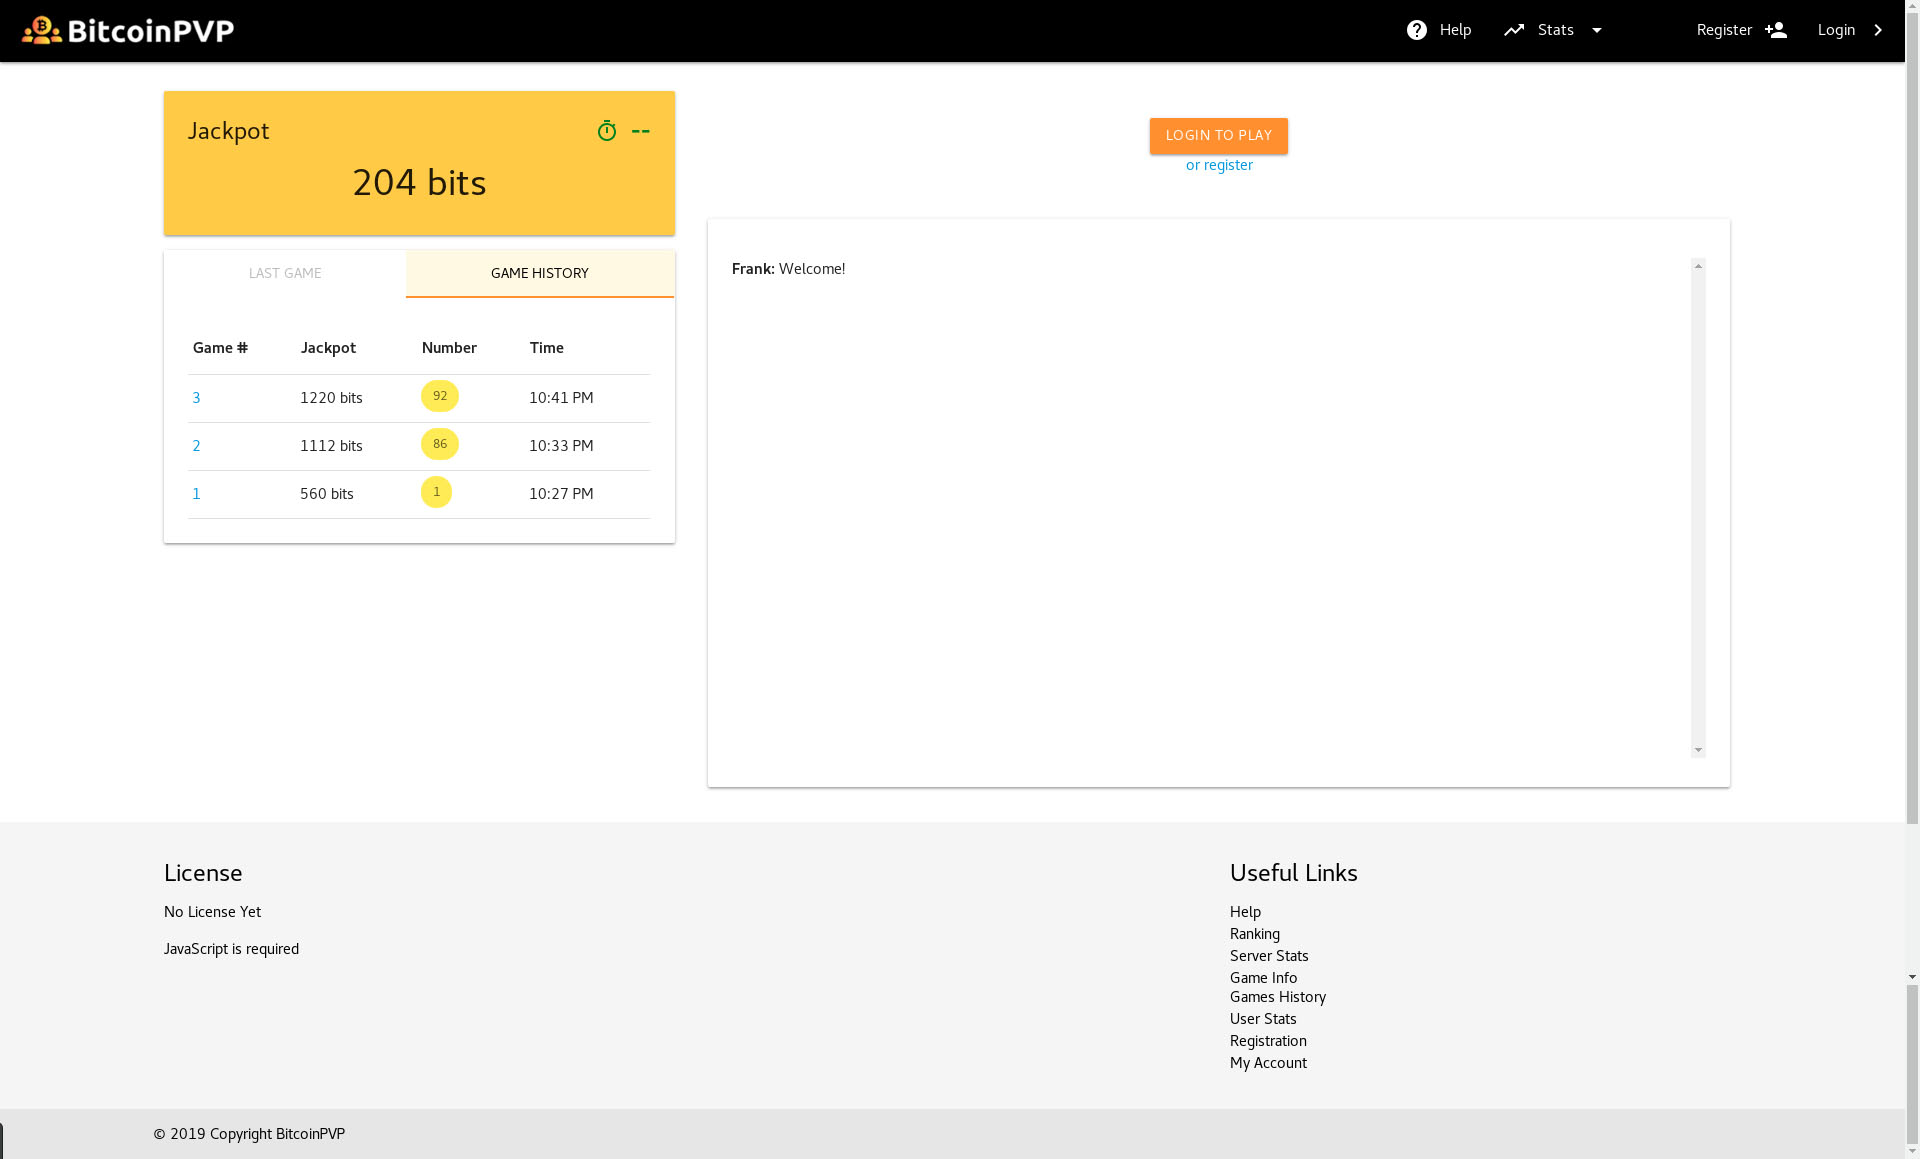 BitcoinPVP
Help
Stats
Register
Login
Jackpot
--
204 bits
LOGIN TO PLAY
or register
LAST GAME
GAME HISTORY
Game # Jackpot Number Time
3 1220 bits 92 10:41 PM
2 1112 bits 86 10:33 PM
1 560 bits 1 10:27 PM
Frank: Welcome!
License
No License Yet
JavaScript is required
Useful Links
Help
Ranking
Server Stats
Game Info
Games History
User Stats
Registration
My Account
© 2019 Copyright BitcoinPVP